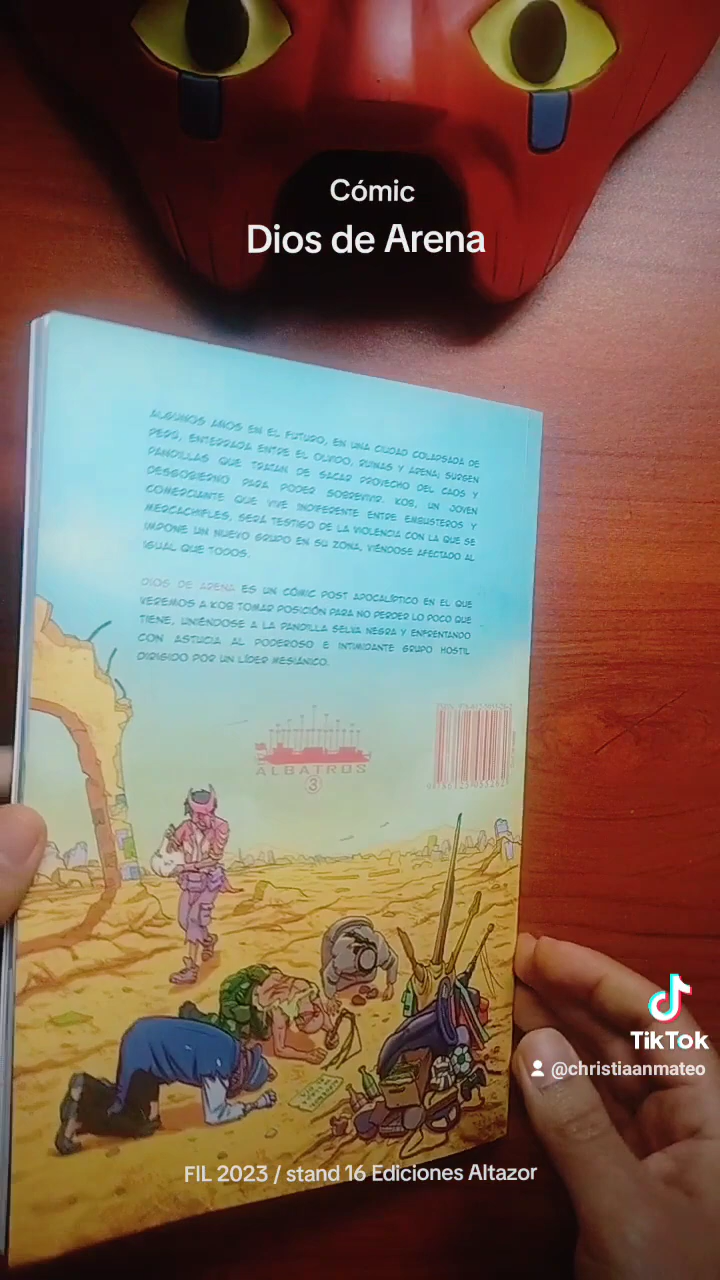 Cómic
Dios de Arena
ALGUNOS AÑOS EN EL FUTURO, EN UNA CIUDAD COLAPSADA DE
PERÚ, ENTERRADA ENTRE EL OLVIDO, RUINAS Y ARENA; SURGEN
PANDILLAS QUE TRATAN DE SACAR PROVECHO DEL CAOS Y
DESGOBIERNO PARA PODER SOBREVIVIR. KOB, UN JOVEN
COMERCIANTE QUE VIVE INDIFERENTE ENTRE EMBUSTEROS Y
MERCACHIFLES, SERÁ TESTIGO DE LA VIOLENCIA CON LA QUE SE
IMPONE UN NUEVO GRUPO EN SU ZONA, VIÉNDOSE AFECTADO AL
IGUAL QUE TODOS.
DIOS DE ARENA ES UN CÓMIC POST APOCALÍPTICO EN EL QUE
VEREMOS A KOB TOMAR POSICIÓN PARA NO PERDER LO POCO QUE
TIENE, UNIÉNDOSE A LA PANDILLA SELVA NEGRA Y ENFRENTANDO
CON ASTUCIA AL PODEROSO E INTIMIDANTE GRUPO HOSTIL
DIRIGIDO POR UN LÍDER MESIÁNICO.
ALBATROS
3
TikTok
@christiaanmateo
FIL 2023 / stand 16 Ediciones Altazor